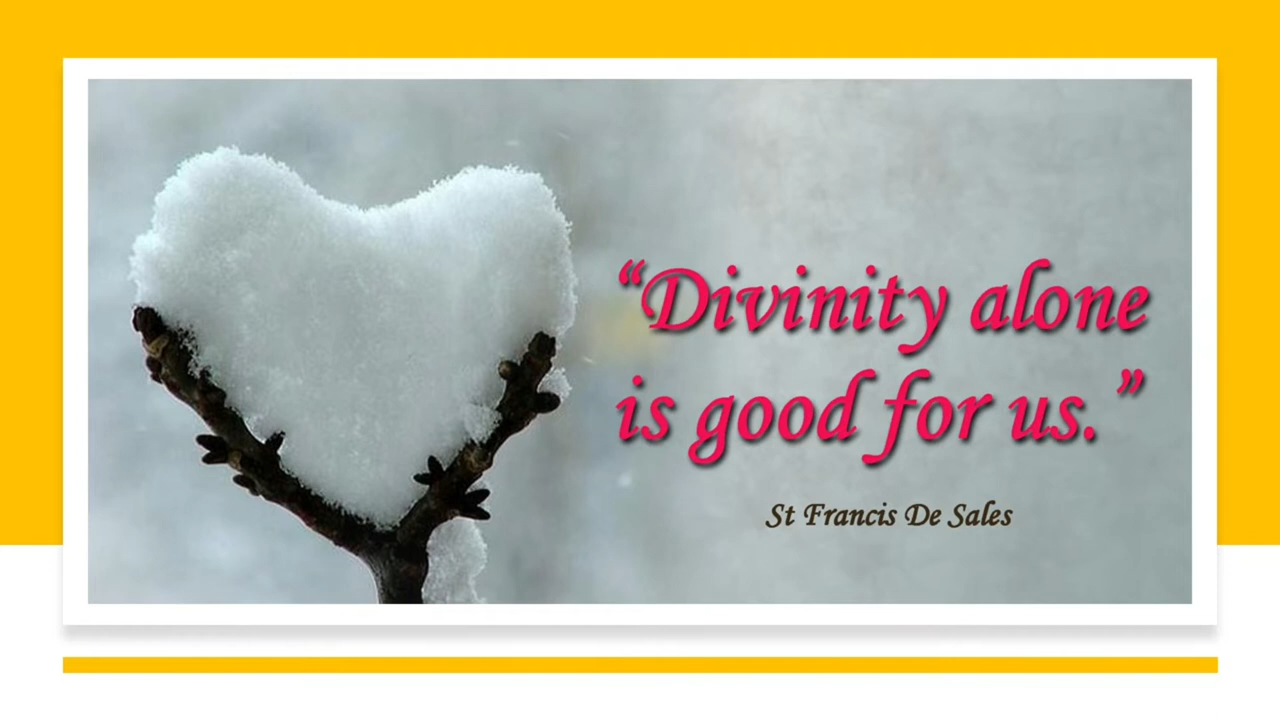 “Divinity alone
is good for us.”
St Francis De Sales